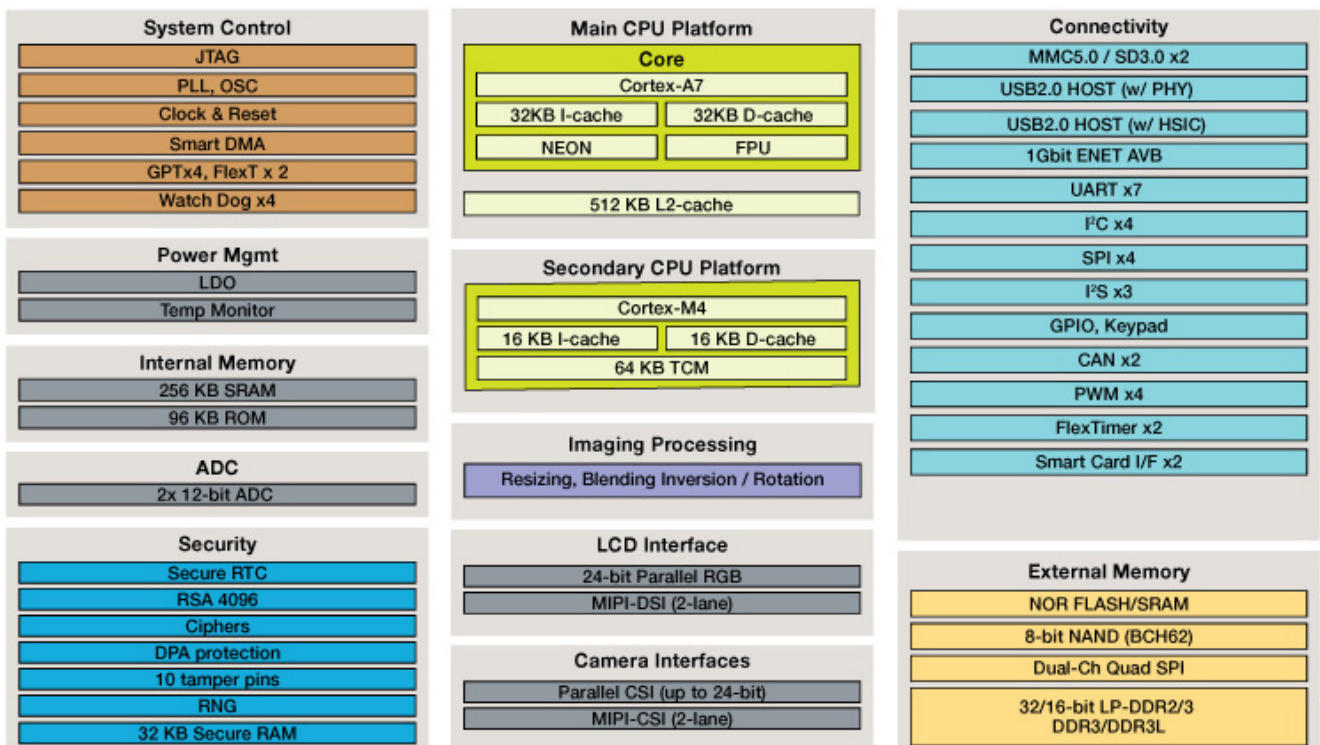 System Control
JTAG
PLL, OSC
Clock & Reset
Smart DMA
GPTx4, FlexT x 2
Watch Dog x4
Power Mgmt
LDO
Temp Monitor
Internal Memory
256 KB SRAM
96 KB ROM
ADC
2x 12-bit ADC
Security
Secure RTC
RSA 4096
Ciphers
DPA protection
10 tamper pins
RNG
32 KB Secure RAM
Main CPU Platform
Core
Cortex-A7
32KB I-cache 32KB D-cache
NEON FPU
512 KB L2-cache
Secondary CPU Platform
Cortex-M4
16 KB I-cache 16 KB D-cache
64 KB TCM
Imaging Processing
Resizing, Blending Inversion / Rotation
LCD Interface
24-bit Parallel RGB
MIPI-DSI (2-lane)
Camera Interfaces
Parallel CSI (up to 24-bit)
MIPI-CSI (2-lane)
Connectivity
MMC5.0 / SD3.0 x2
USB2.0 HOST (w/ PHY)
USB2.0 HOST (w/ HSIC)
1Gbit ENET AVB
UART x7
I²C x4
SPI x4
I²S x3
GPIO, Keypad
CAN x2
PWM x4
FlexTimer x2
Smart Card I/F x2
External Memory
NOR FLASH/SRAM
8-bit NAND (BCH62)
Dual-Ch Quad SPI
32/16-bit LP-DDR2/3
DDR3/DDR3L